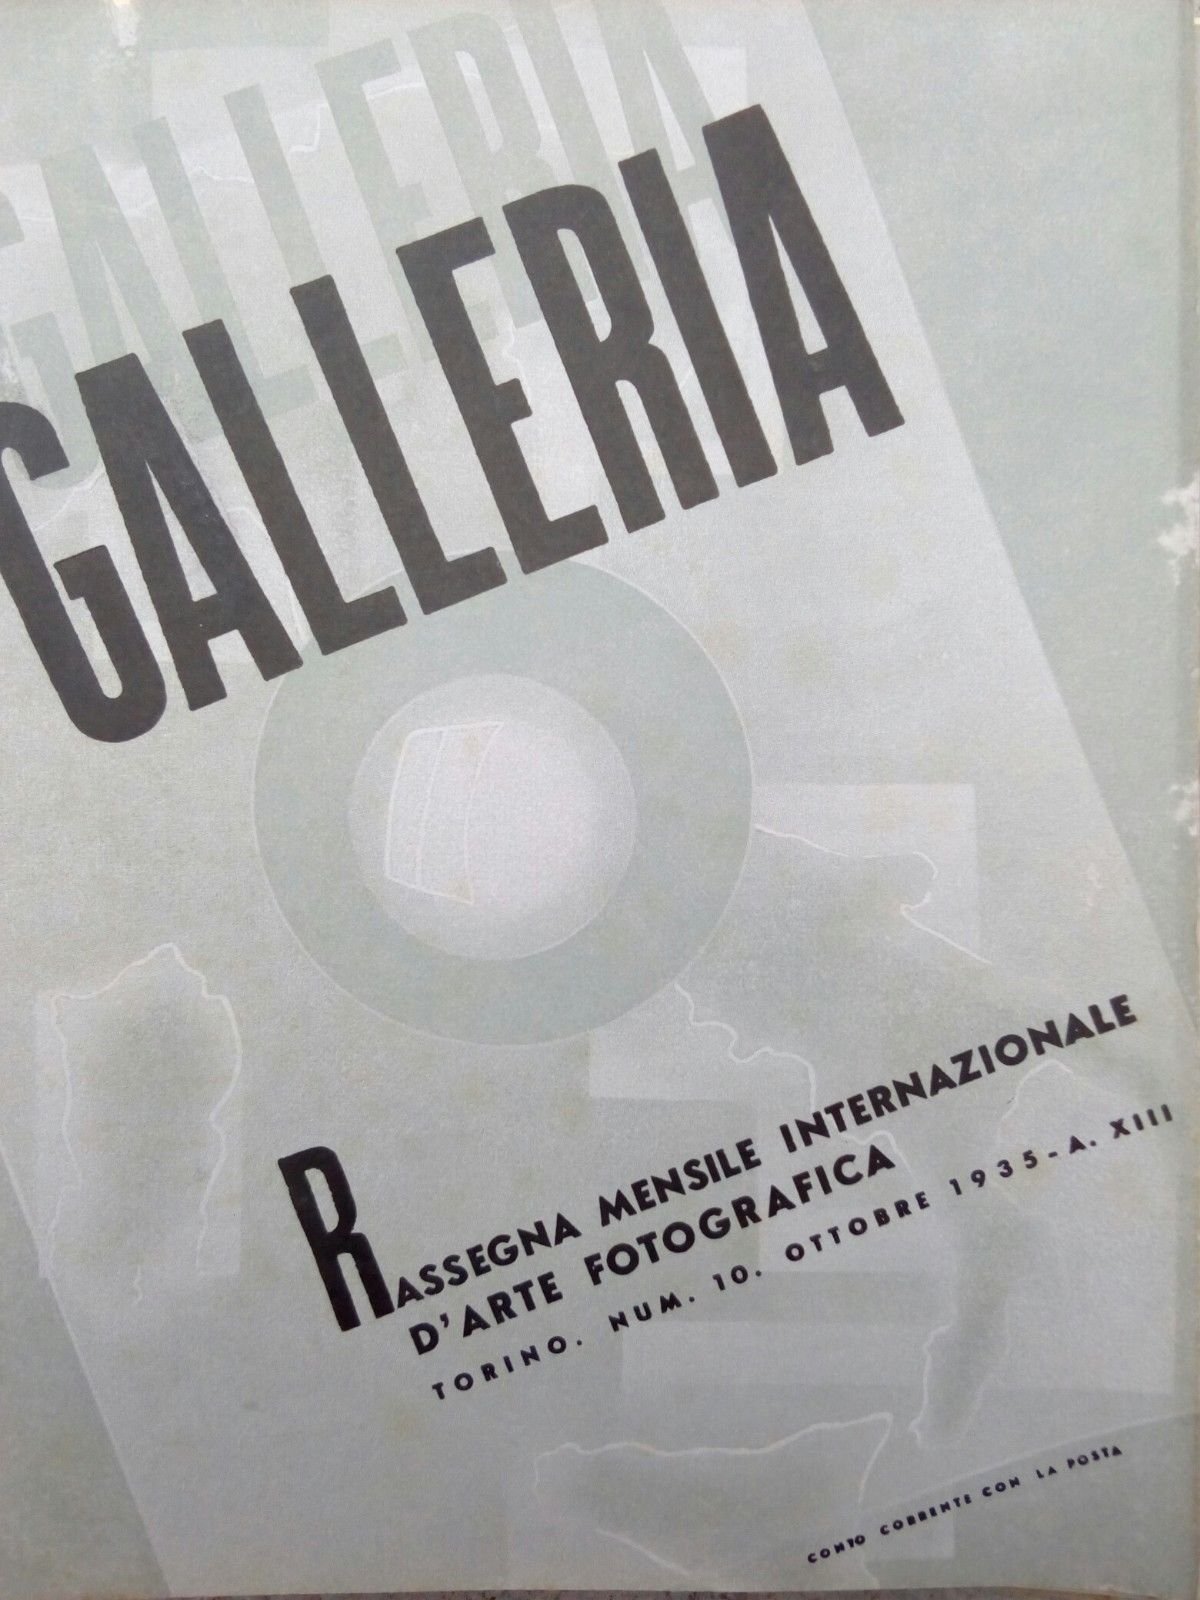 GALLERIA
GALLERIA
RASSEGNA MENSILE INTERNAZIONALE
D'ARTE FOTOGRAFICA
TORINO. NUM. 10. OTTOBRE 1935 - A. XIII
CONTO CORRENTE CON LA POSTA